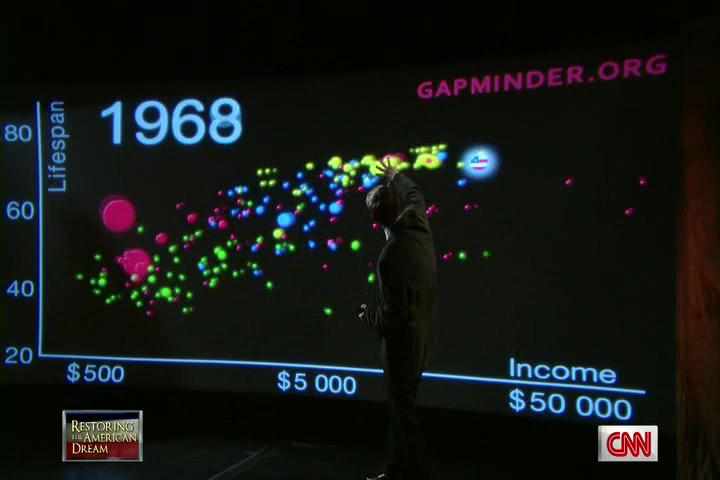 GAPMINDER.ORG
1968
80
Lifespan
60
40
20
$500
$5 000
Income
$50 000
RESTORING
THE AMERICAN
DREAM
CNN